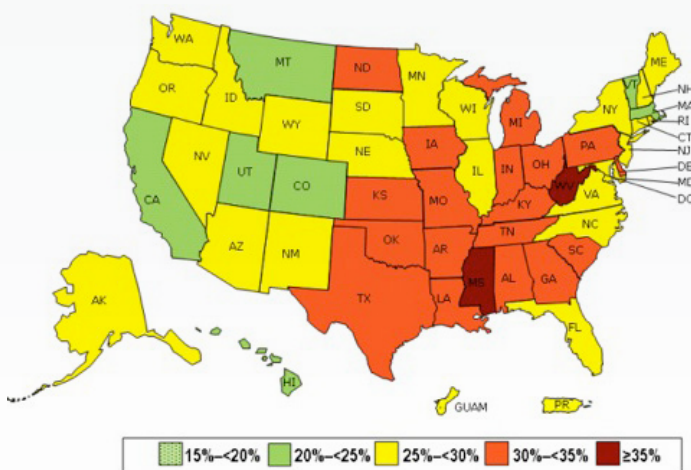 WA
MT
ND
MN
ME
OR
ID
SD
WI
MI
NY
VT
NH
MA
RI
CT
NJ
DE
MD
DC
WY
NE
IA
PA
NV
UT
CO
IL
IN
OH
WV
VA
CA
KS
MO
KY
NC
AZ
NM
OK
AR
TN
SC
TX
LA
MS
AL
GA
FL
AK
HI
GUAM
PR
15%–<20% 20%–<25% 25%–<30% 30%–<35% ≥35%